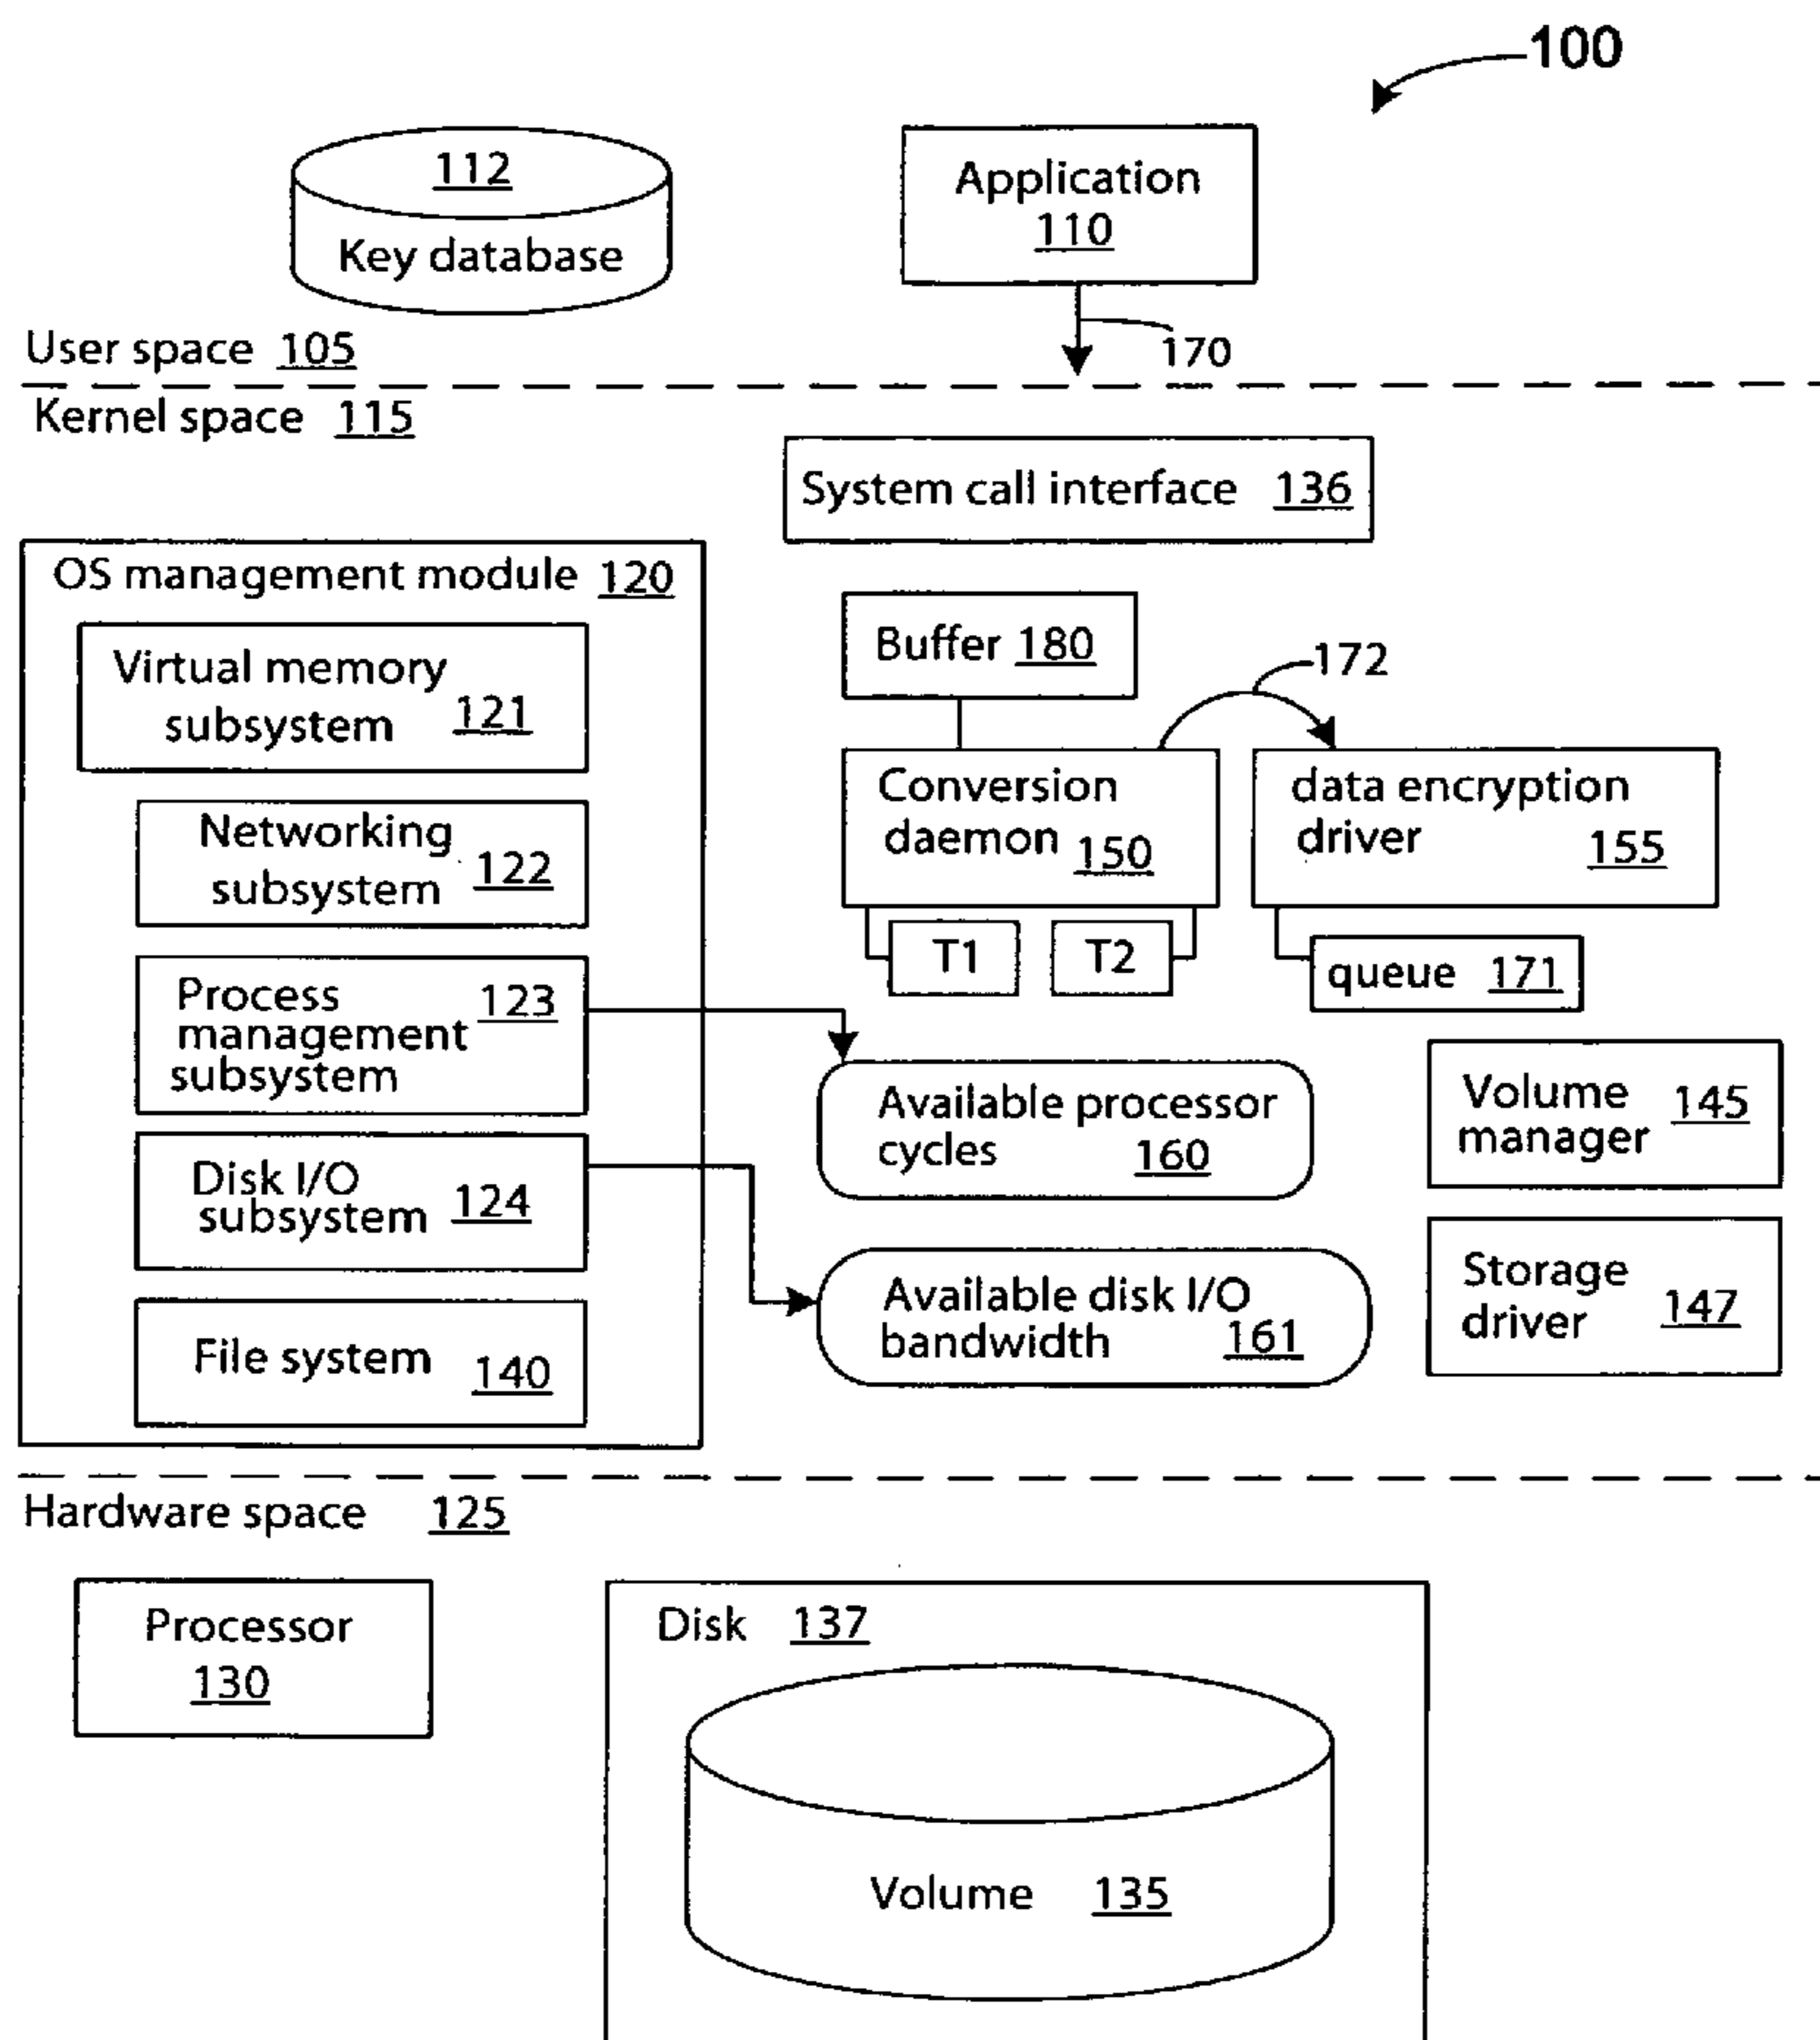 100
112
Key database
Application
110
170
User space 105
Kernel space 115
System call interface 136
OS management module 120
Virtual memory
subsystem 121
Networking
subsystem 122
Process 123
management
subsystem
Disk I/O
subsystem 124
File system 140
Buffer 180
172
Conversion
daemon 150
data encryption
driver 155
T1
T2
queue 171
Available processor
cycles 160
Available disk I/O
bandwidth 161
Volume 145
manager
Storage
driver 147
Hardware space 125
Processor
130
Disk 137
Volume 135